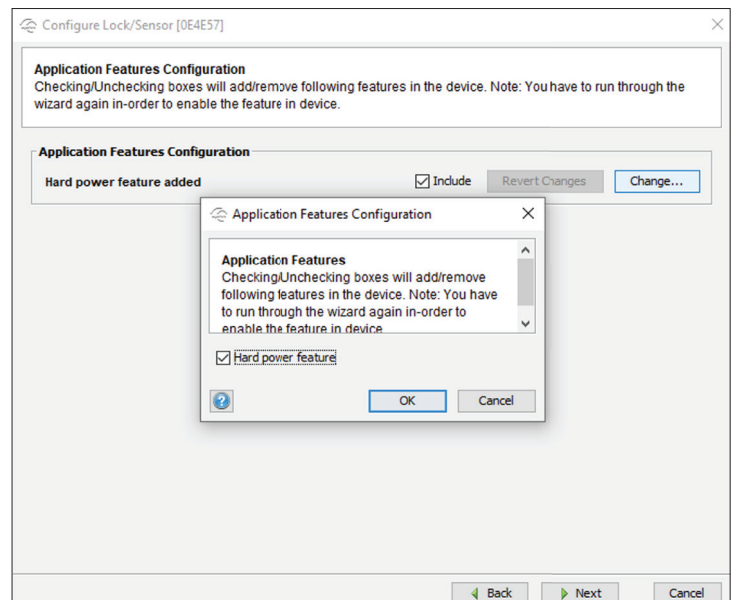 Configure Lock/Sensor [0E4E57]
Application Features Configuration
Checking/Unchecking boxes will add/remove following features in the device. Note: You have to run through the
wizard again in-order to enable the feature in device.
Application Features Configuration
Hard power feature added
Include
Revert Changes
Change...
Application Features Configuration
Application Features
Checking/Unchecking boxes will add/remove
following features in the device. Note: You have
to run through the wizard again in-order to
enable the feature in device
Hard power feature
OK
Cancel
Back
Next
Cancel